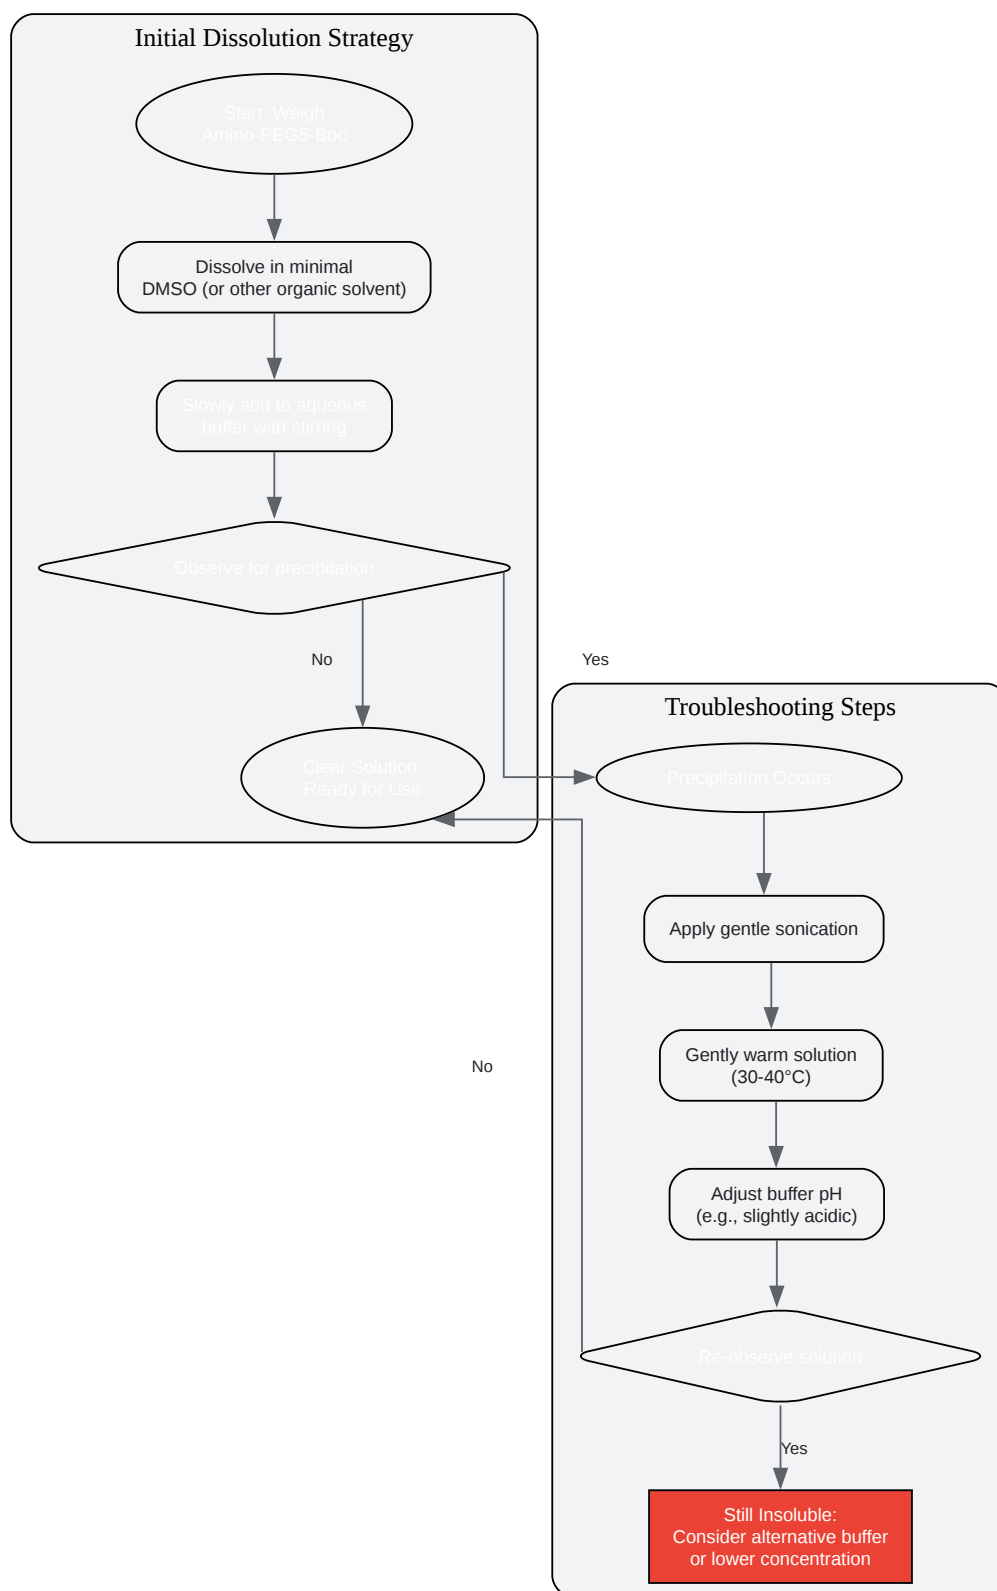 Initial Dissolution Strategy
Start: Weigh
Amino-PEG5-Boc
Dissolve in minimal
DMSO (or other organic solvent)
Slowly add to aqueous
buffer with stirring
Observe for precipitation
No
Yes
Clear Solution:
Ready for Use
Troubleshooting Steps
Precipitation Occurs
Apply gentle sonication
Gently warm solution
(30-40°C)
No
Adjust buffer pH
(e.g., slightly acidic)
Re-observe solution
Yes
Still Insoluble:
Consider alternative buffer
or lower concentration